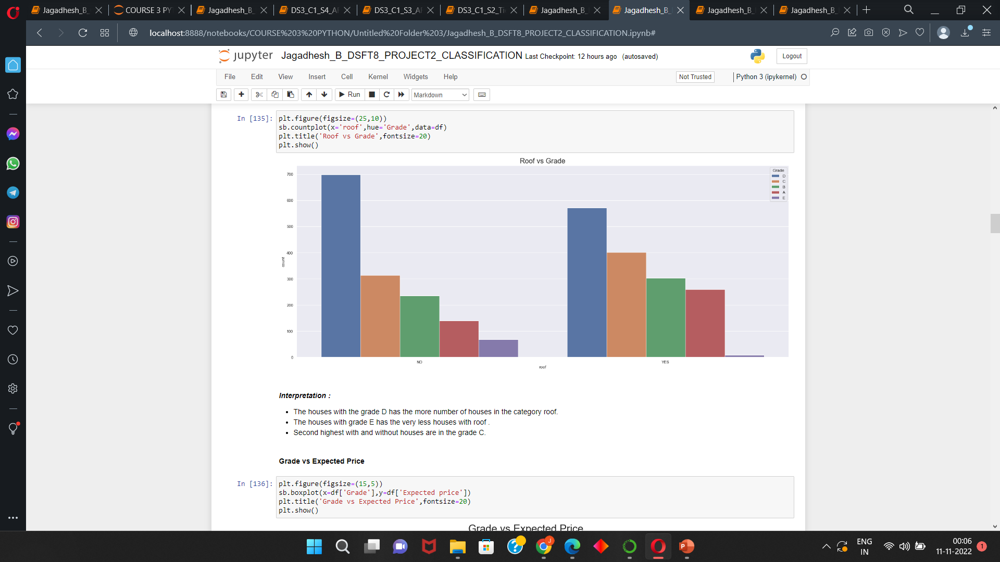 Jagadhesh_B_
COURSE 3 PY
Jagadhesh_B_
DS3_C1_S4_A
DS3_C1_S3_A
DS3_C1_S2_Ti
Jagadhesh_B_
Jagadhesh_B_
Jagadhesh_B_
Jagadhesh_B_
localhost:8888/notebooks/COURSE%203%20PYTHON/Untitled%20Folder%203/Jagadhesh_B_DSFT8_PROJECT2_CLASSIFICATION.ipynb#
jupyter Jagadhesh_B_DSFT8_PROJECT2_CLASSIFICATION Last Checkpoint: 12 hours ago (autosaved)
Logout
File Edit View Insert Cell Kernel Widgets Help
Not Trusted
Python 3 (ipykernel)
Run
Markdown
In [135]:
plt.figure(figsize=(25,10))
sb.countplot(x='roof',hue='Grade',data=df)
plt.title('Roof vs Grade',fontsize=20)
plt.show()
Roof vs Grade
Grade
D
C
B
A
E
700
600
500
400
300
200
100
0
count
NO
YES
roof
Interpretation :
• The houses with the grade D has the more number of houses in the category roof.
• The houses with grade E has the very less houses with roof .
• Second highest with and without houses are in the grade C.
Grade vs Expected Price
In [136]:
plt.figure(figsize=(15,5))
sb.boxplot(x=df['Grade'],y=df['Expected price'])
plt.title('Grade vs Expected Price',fontsize=20)
plt.show()
Grade vs Expected Price
J
P
ENG
IN
00:06
11-11-2022
1